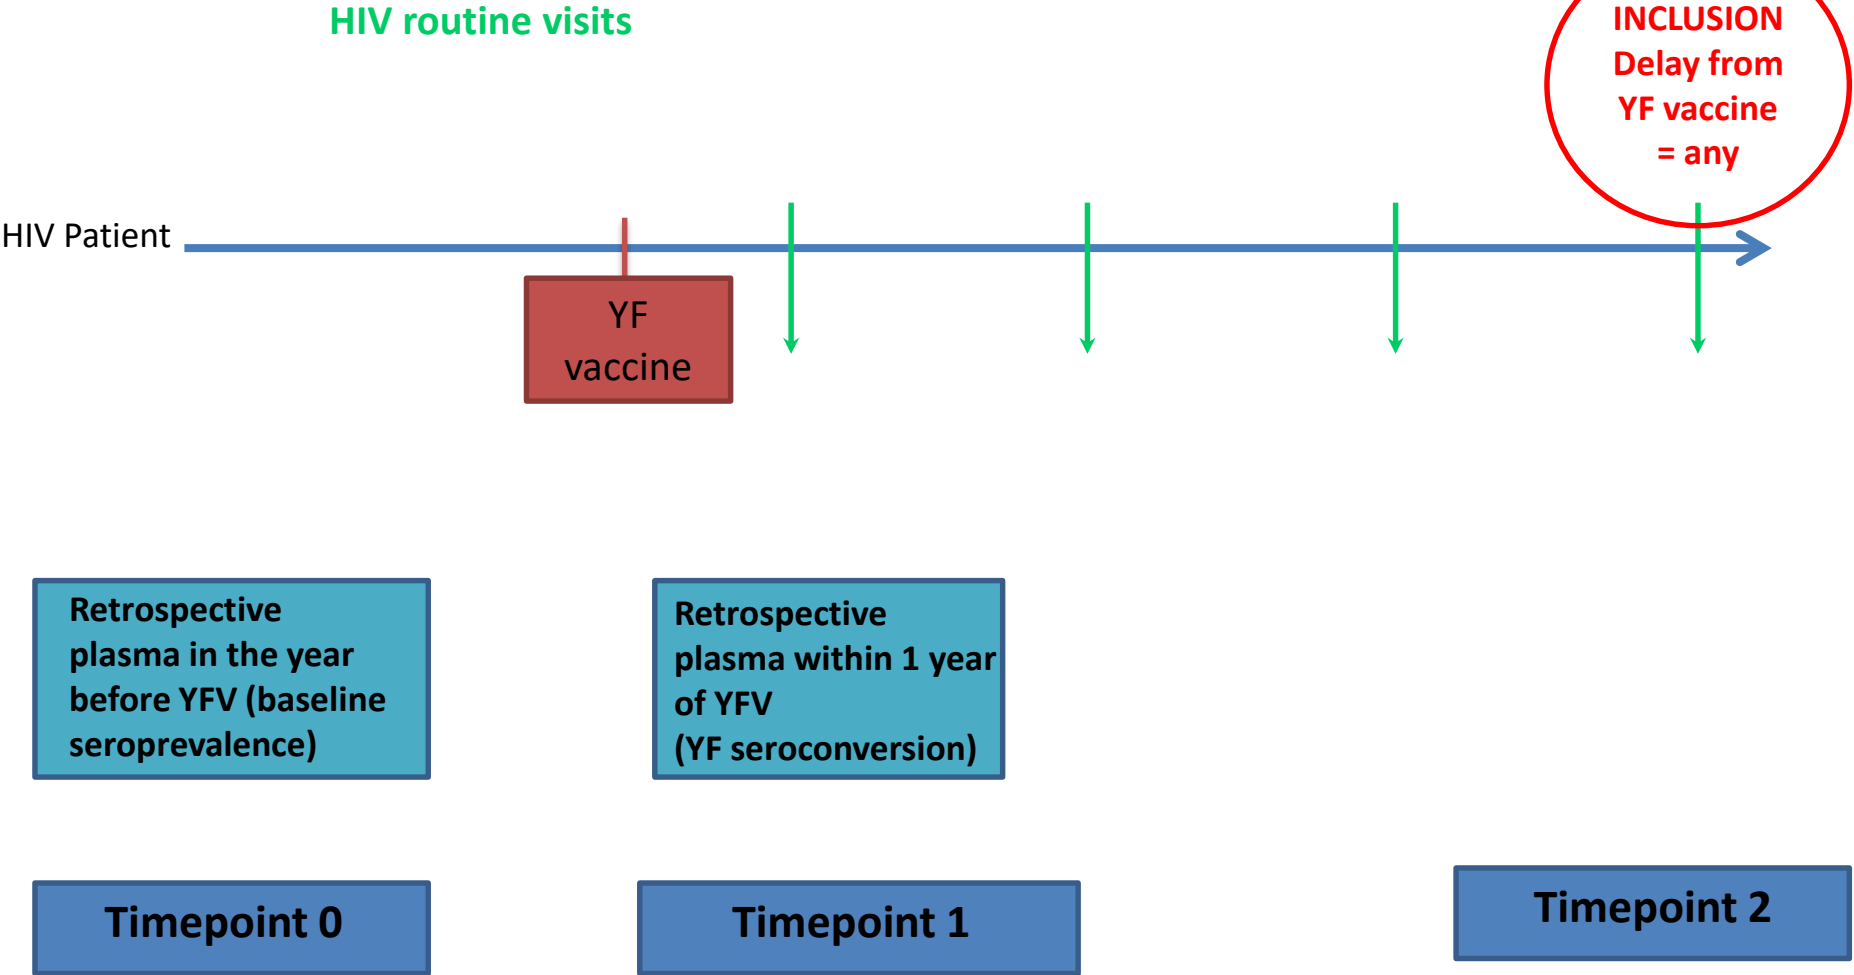 HIV routine visits
INCLUSION
Delay from
YF vaccine
= any
HIV Patient
YF
vaccine
Retrospective
plasma in the year
before YFV (baseline
seroprevalence)
Retrospective
plasma within 1 year
of YFV
(YF seroconversion)
Timepoint 0
Timepoint 1
Timepoint 2